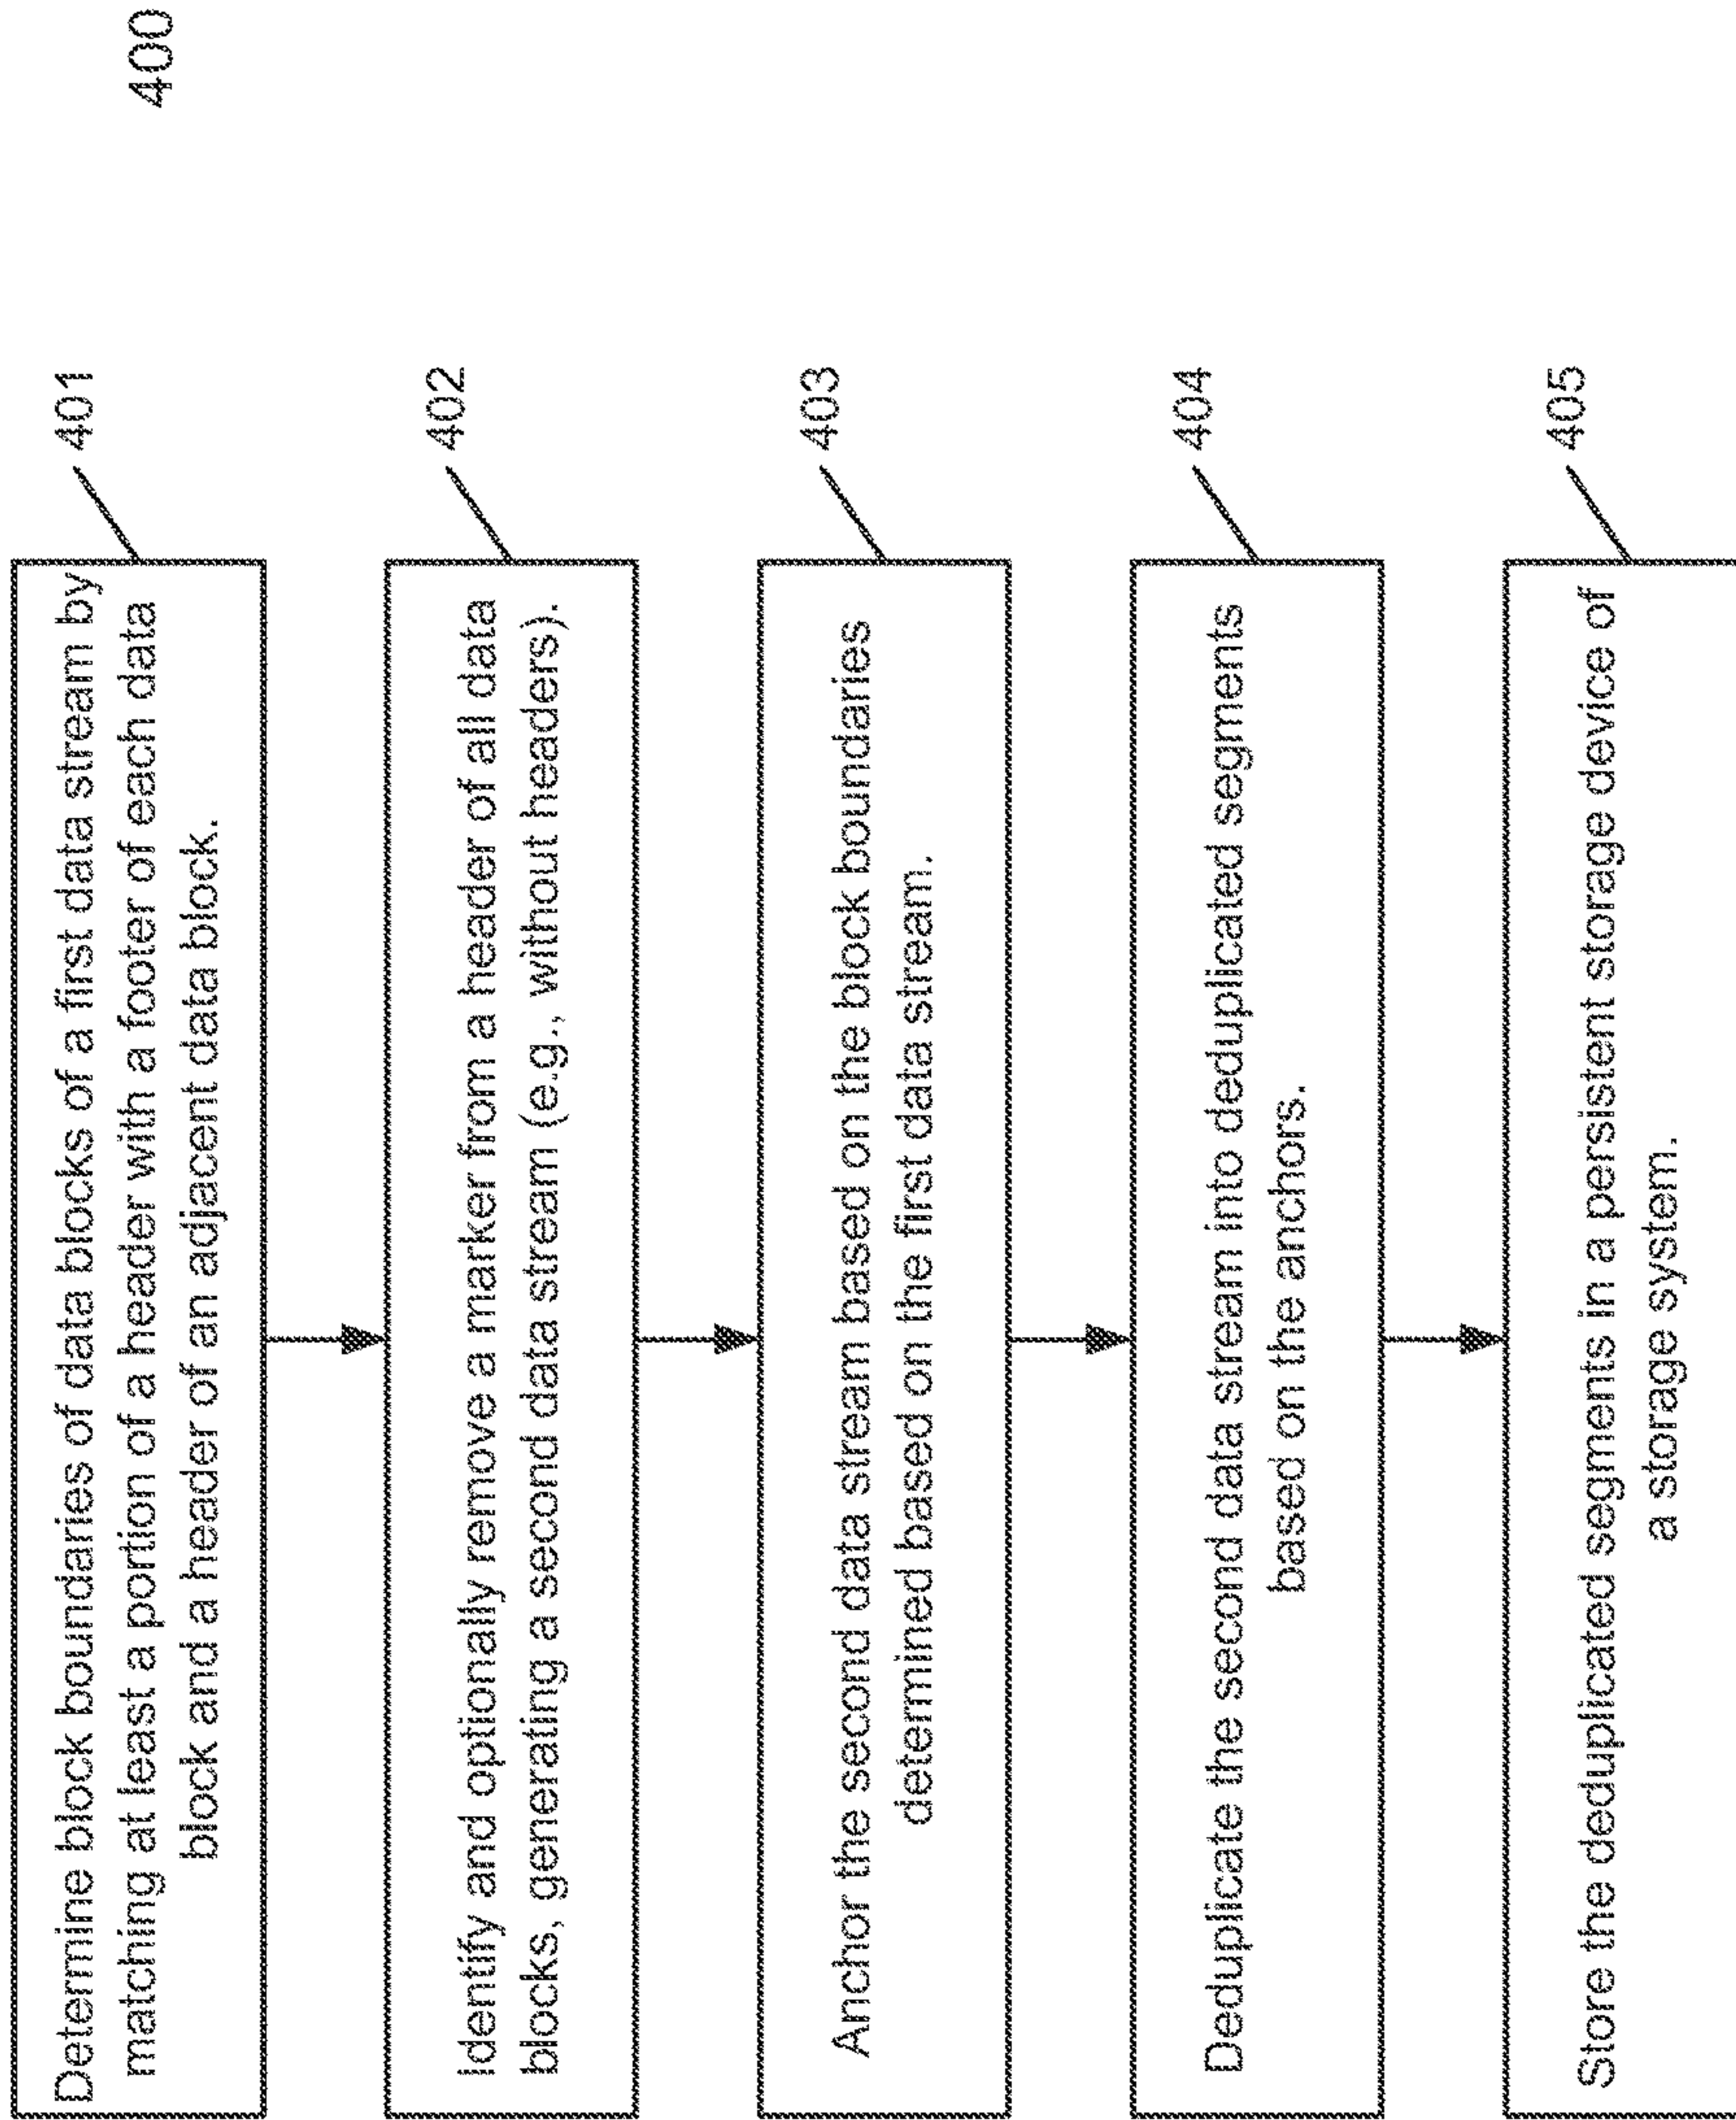 400
Determine block boundaries of data blocks of a first data stream by
matching at least a portion of a header with a footer of each data
block and a header of an adjacent data block.
401
Identify and optionally remove a marker from a header of all data
blocks, generating a second data stream (e.g., without headers).
402
Anchor the second data stream based on the block boundaries
determined based on the first data stream.
403
Deduplicate the second data stream into deduplicated segments
based on the anchors.
404
Store the deduplicated segments in a persistent storage device of
a storage system.
405